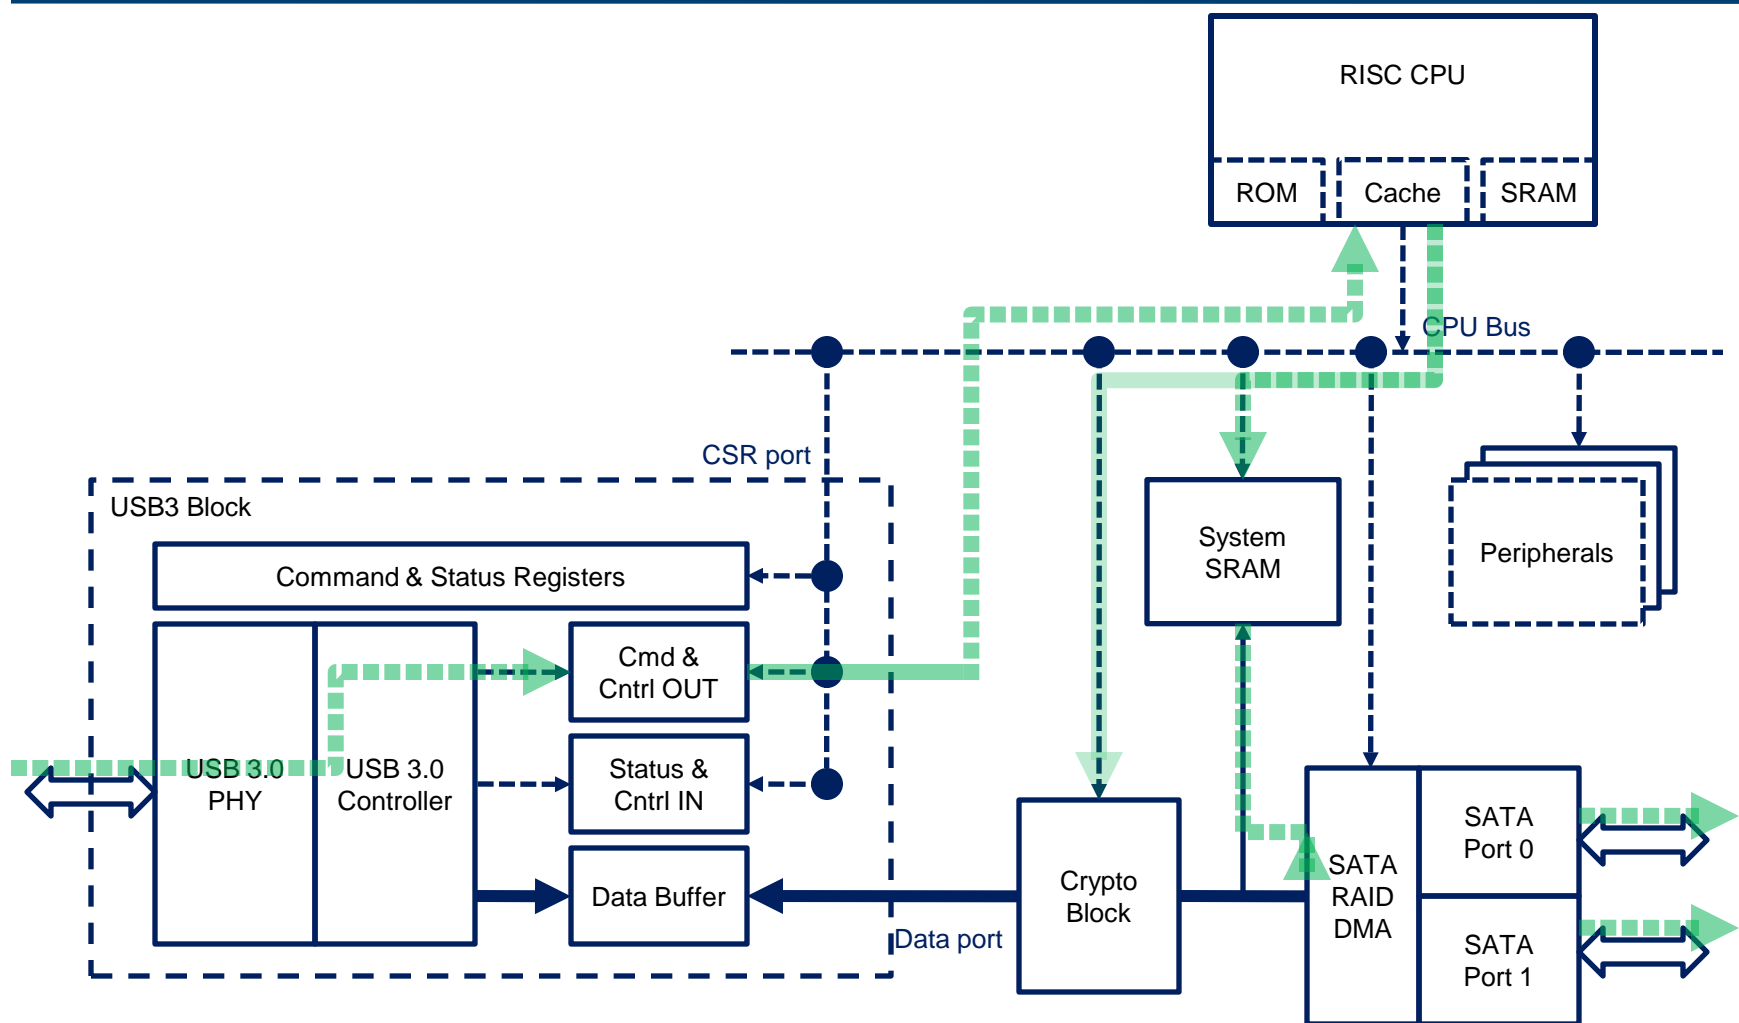 RISC CPU
ROM
Cache
SRAM
CPU Bus
CSR port
USB3 Block
Command & Status Registers
System
SRAM
Peripherals
Cmd &
Cntrl OUT
USB 3.0
PHY
USB 3.0
Controller
Status &
Cntrl IN
Data Buffer
Data port
Crypto
Block
SATA
RAID
DMA
SATA
Port 0
SATA
Port 1